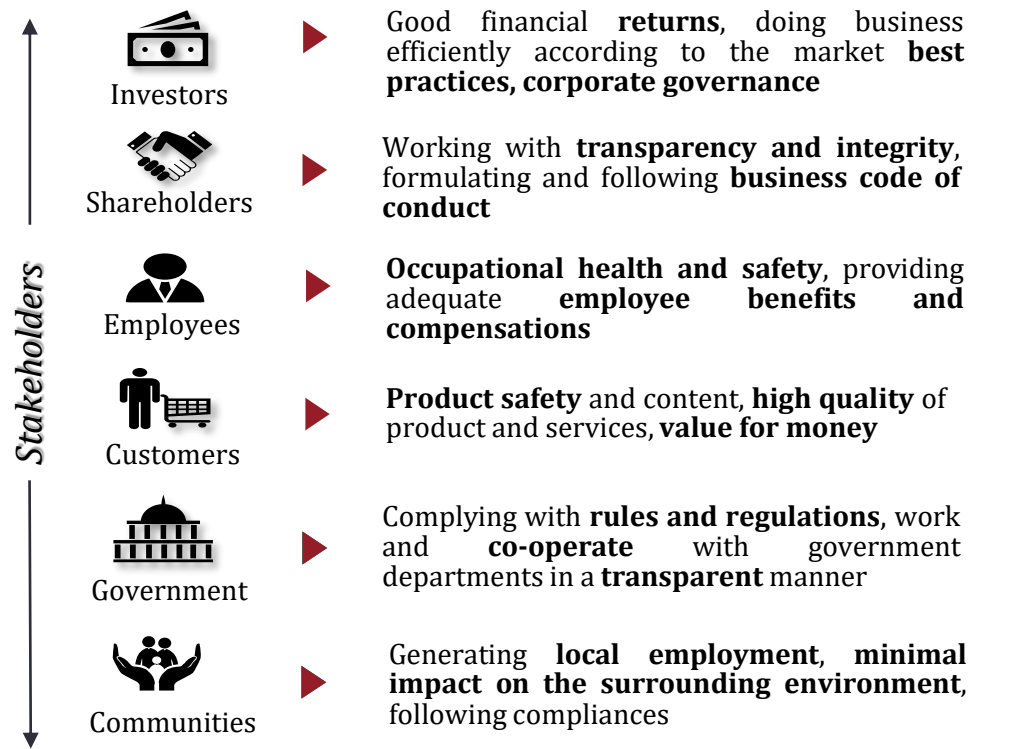 Stakeholders
Investors
Good financial returns, doing business
efficiently according to the market best
practices, corporate governance
Shareholders
Working with transparency and integrity,
formulating and following business code of
conduct
Employees
Occupational health and safety, providing
adequate employee benefits and
compensations
Customers
Product safety and content, high quality of
product and services, value for money
Government
Complying with rules and regulations, work
and co-operate with government
departments in a transparent manner
Communities
Generating local employment, minimal
impact on the surrounding environment,
following compliances